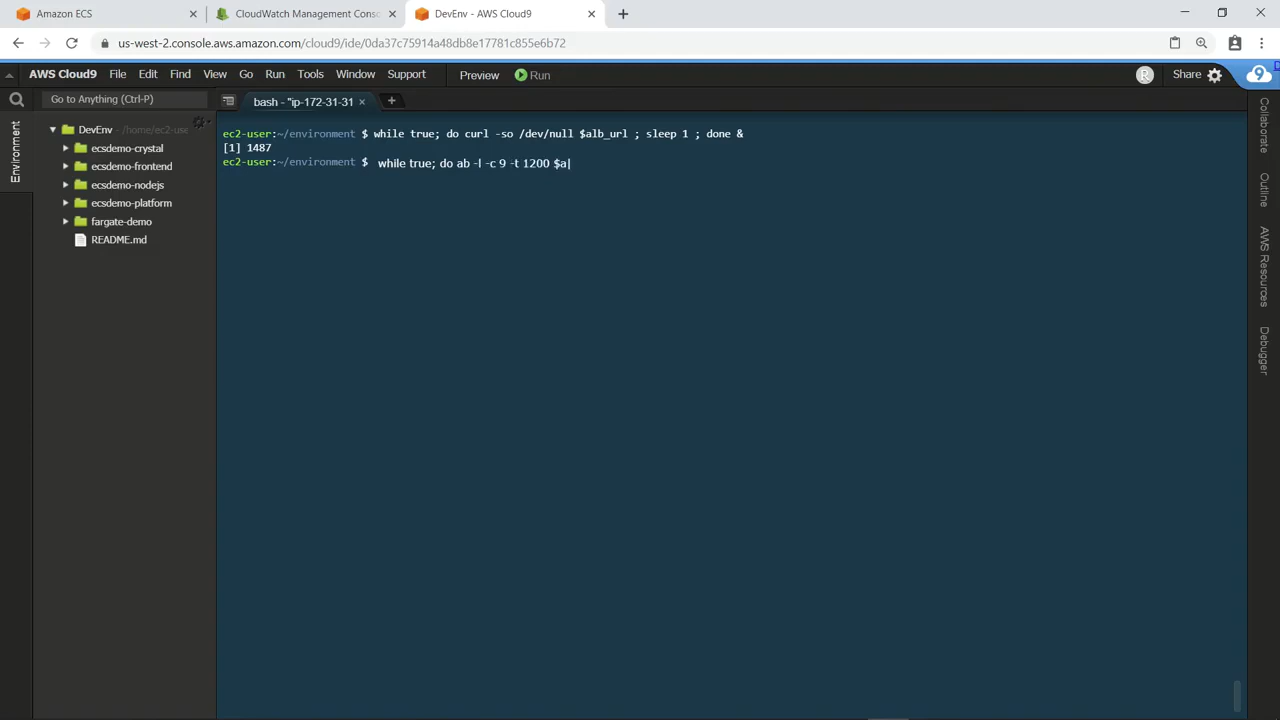 Amazon ECS
CloudWatch Management Conso
DevEnv - AWS Cloud9
us-west-2.console.aws.amazon.com/cloud9/ide/0da37c75914a48db8e17781c855e6b72
AWS Cloud9 File Edit Find View Go Run Tools Window Support Preview Run Share
Go to Anything (Ctrl-P)
bash - "ip-172-31-31
DevEnv - /home/ec2-use
ecsdemo-crystal
ecsdemo-frontend
ecsdemo-nodejs
ecsdemo-platform
fargate-demo
README.md
Environment
ec2-user:~/environment $ while true; do curl -so /dev/null $alb_url ; sleep 1 ; done &
[1] 1487
ec2-user:~/environment $ while true; do ab -l -c 9 -t 1200 $a
Collaborate
Outline
AWS Resources
Debugger